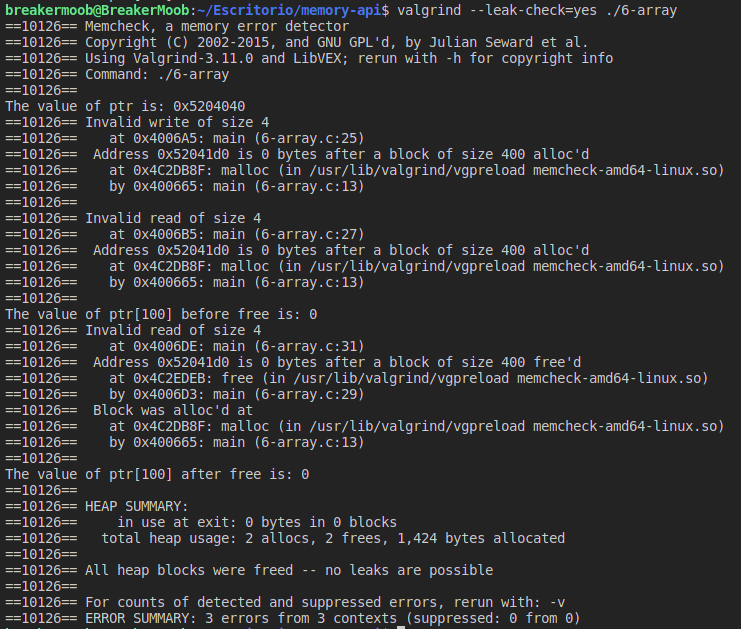 breakermoob@BreakerMoob:~/Escritorio/memory-api$ valgrind --leak-check=yes ./6-array
==10126== Memcheck, a memory error detector
==10126== Copyright (C) 2002-2015, and GNU GPL'd, by Julian Seward et al.
==10126== Using Valgrind-3.11.0 and LibVEX; rerun with -h for copyright info
==10126== Command: ./6-array
==10126==
The value of ptr is: 0x5204040
==10126== Invalid write of size 4
==10126==    at 0x4006A5: main (6-array.c:25)
==10126==  Address 0x52041d0 is 0 bytes after a block of size 400 alloc'd
==10126==    at 0x4C2DB8F: malloc (in /usr/lib/valgrind/vgpreload_memcheck-amd64-linux.so)
==10126==    by 0x400665: main (6-array.c:13)
==10126==
==10126== Invalid read of size 4
==10126==    at 0x4006B5: main (6-array.c:27)
==10126==  Address 0x52041d0 is 0 bytes after a block of size 400 alloc'd
==10126==    at 0x4C2DB8F: malloc (in /usr/lib/valgrind/vgpreload_memcheck-amd64-linux.so)
==10126==    by 0x400665: main (6-array.c:13)
==10126==
The value of ptr[100] before free is: 0
==10126== Invalid read of size 4
==10126==    at 0x4006DE: main (6-array.c:31)
==10126==  Address 0x52041d0 is 0 bytes after a block of size 400 free'd
==10126==    at 0x4C2EDEB: free (in /usr/lib/valgrind/vgpreload_memcheck-amd64-linux.so)
==10126==    by 0x4006D3: main (6-array.c:29)
==10126==  Block was alloc'd at
==10126==    at 0x4C2DB8F: malloc (in /usr/lib/valgrind/vgpreload_memcheck-amd64-linux.so)
==10126==    by 0x400665: main (6-array.c:13)
==10126==
The value of ptr[100] after free is: 0
==10126==
==10126== HEAP SUMMARY:
==10126==     in use at exit: 0 bytes in 0 blocks
==10126==   total heap usage: 2 allocs, 2 frees, 1,424 bytes allocated
==10126==
==10126== All heap blocks were freed -- no leaks are possible
==10126==
==10126== For counts of detected and suppressed errors, rerun with: -v
==10126== ERROR SUMMARY: 3 errors from 3 contexts (suppressed: 0 from 0)